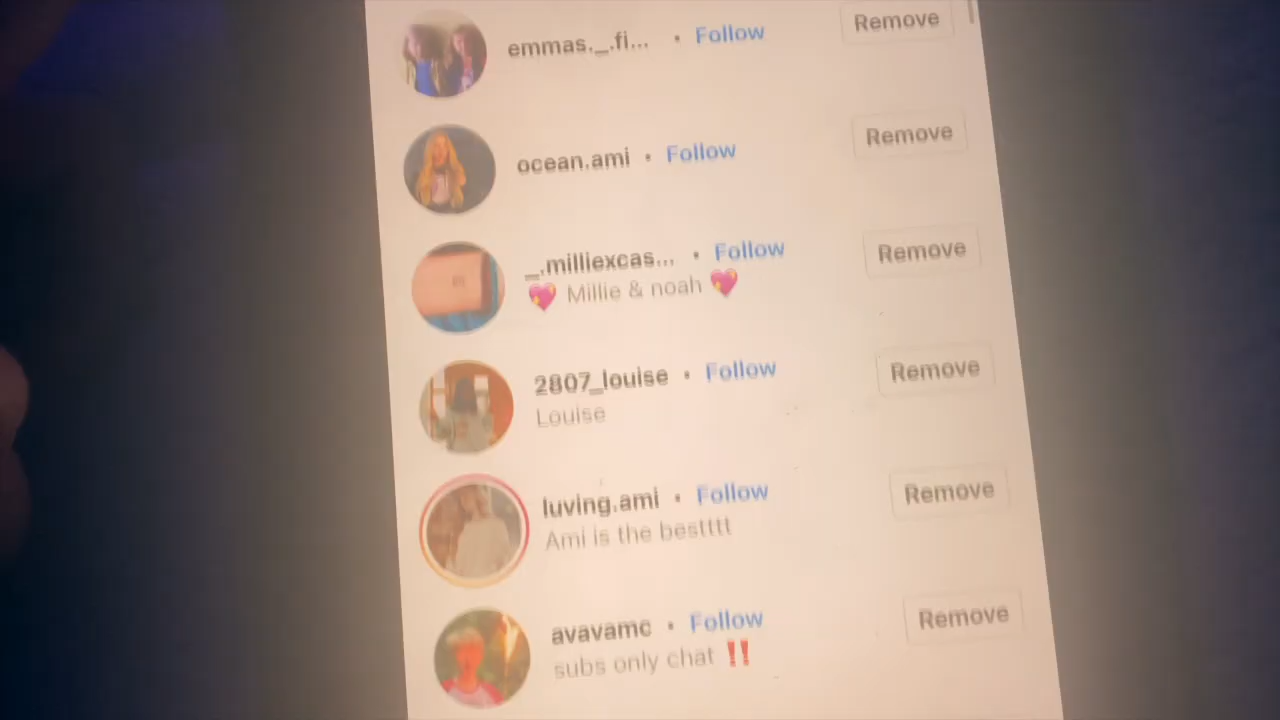 emmas._.fi... • Follow Remove
ocean.ami • Follow Remove
_.milliexcas... • Follow Remove
💖 Millie & noah 💖
2807_louise • Follow Remove
Louise
luving.ami • Follow Remove
Ami is the bestttt
avavamc • Follow Remove
subs only chat ‼️